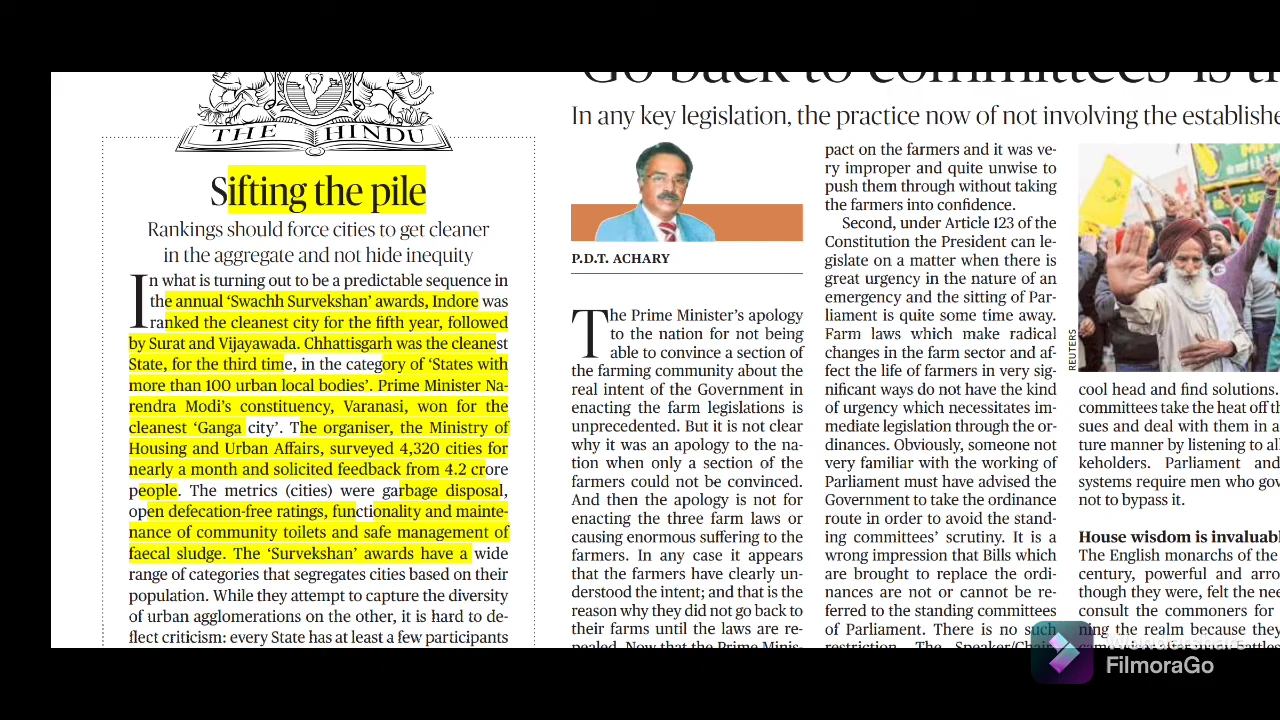 THE HINDU
Sifting the pile
Rankings should force cities to get cleaner
in the aggregate and not hide inequity
In what is turning out to be a predictable sequence in
the annual ‘Swachh Survekshan’ awards, Indore was
ranked the cleanest city for the fifth year, followed
by Surat and Vijayawada. Chhattisgarh was the cleanest
State, for the third time, in the category of ‘States with
more than 100 urban local bodies’. Prime Minister Na-
rendra Modi’s constituency, Varanasi, won for the
cleanest ‘Ganga city’. The organiser, the Ministry of
Housing and Urban Affairs, surveyed 4,320 cities for
nearly a month and solicited feedback from 4.2 crore
people. The metrics (cities) were garbage disposal,
open defecation-free ratings, functionality and mainte-
nance of community toilets and safe management of
faecal sludge. The ‘Survekshan’ awards have a wide
range of categories that segregates cities based on their
population. While they attempt to capture the diversity
of urban agglomerations on the other, it is hard to de-
flect criticism: every State has at least a few participants
Go back to committees is
In any key legislation, the practice now of not involving the
P.D.T. ACHARY
The Prime Minister’s apology
to the nation for not being
able to convince a section of
the farming community about the
real intent of the Government in
enacting the farm legislations is
unprecedented. But it is not clear
why it was an apology to the na-
tion when only a section of the
farmers could not be convinced.
And then the apology is not for
enacting the three farm laws or
causing enormous suffering to the
farmers. In any case it appears
that the farmers have clearly un-
derstood the intent; and that is the
reason why they did not go back to
their farms until the laws are re-
pealed. Now that the Prime Minis-
pact on the farmers and it was ve-
ry improper and quite unwise to
push them through without taking
the farmers into confidence.
Second, under Article 123 of the
Constitution the President can le-
gislate on a matter when there is
great urgency in the nature of an
emergency and the sitting of Par-
liament is quite some time away.
Farm laws which make radical
changes in the farm sector and af-
fect the life of farmers in very sig-
nificant ways do not have the kind
of urgency which necessitates im-
mediate legislation through the or-
dinances. Obviously, someone not
very familiar with the working of
Parliament must have advised the
Government to take the ordinance
route in order to avoid the stand-
ing committees’ scrutiny. It is a
wrong impression that Bills which
are brought to replace the ordi-
nances are not or cannot be re-
ferred to the standing committees
of Parliament. There is no such
restriction. The Speaker/Chair-
REUTERS
cool head and find solutions.
committees take the heat off
sues and deal with them in a
ture manner by listening to
keholders. Parliament and
systems require men who
not to bypass it.
House wisdom is
The English monarchs of the
century, powerful and
though they were, felt the
consult the commoners for
ning the realm because they
Wondershare
FilmoraGo